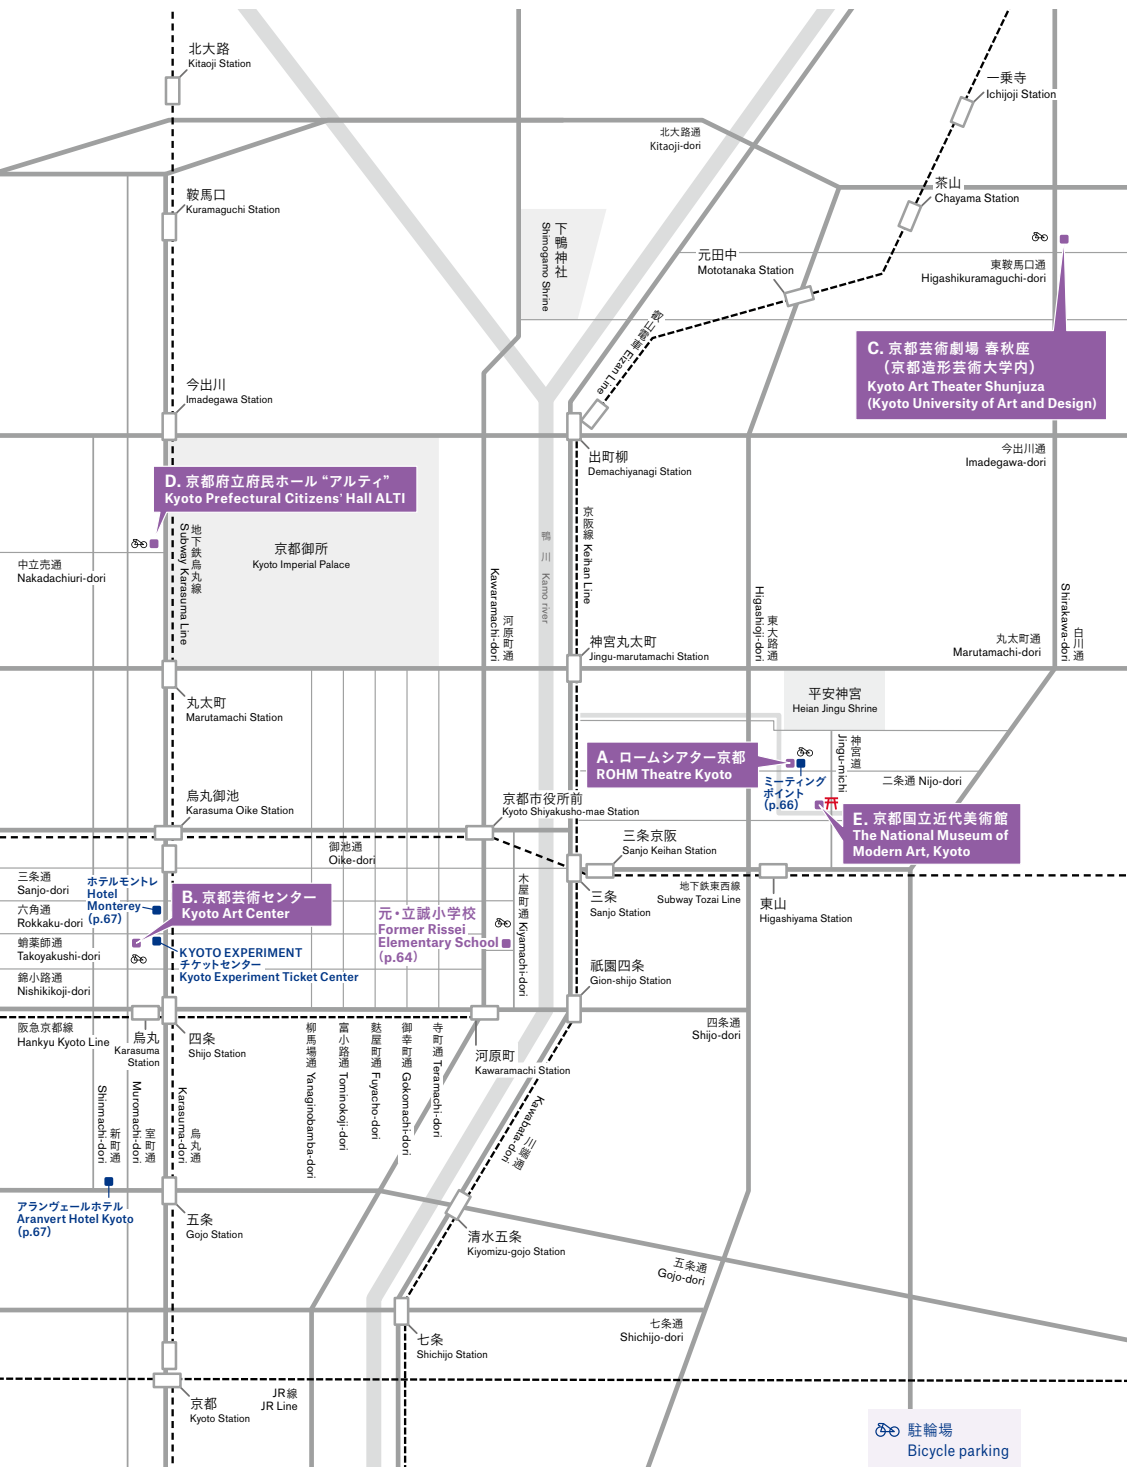 北大路
Kitaoji Station
一乗寺
Ichijoji Station
北大路通
Kitaoji-dori
鞍馬口
Kuramaguchi Station
茶山
Chayama Station
下鴨神社
Shimogamo Shrine
元田中
Mototanaka Station
東鞍馬口通
Higashikuramaguchi-dori
叡山電車 Eizan Line
C. 京都芸術劇場 春秋座
(京都造形芸術大学内)
Kyoto Art Theater Shunjuza
(Kyoto University of Art and Design)
今出川
Imadegawa Station
出町柳
Demachiyanagi Station
今出川通
Imadegawa-dori
D. 京都府立府民ホール “アルティ”
Kyoto Prefectural Citizens’ Hall ALTI
地下鉄烏丸線
Subway Karasuma Line
京都御所
Kyoto Imperial Palace
中立売通
Nakadachiuri-dori
鴨川 Kamo river
京阪線 Keihan Line
河原町通
Kawaramachi-dori
東大路通
Higashioji-dori
白川通
Shirakawa-dori
神宮丸太町
Jingu-marutamachi Station
丸太町通
Marutamachi-dori
丸太町
Marutamachi Station
平安神宮
Heian Jingu Shrine
神宮道
Jingu-michi
A. ロームシアター京都
ROHM Theatre Kyoto
ミーティング
ポイント
(p.66)
二条通 Nijo-dori
烏丸御池
Karasuma Oike Station
京都市役所前
Kyoto Shiyakusho-mae Station
E. 京都国立近代美術館
The National Museum of
Modern Art, Kyoto
御池通
Oike-dori
三条京阪
Sanjo Keihan Station
三条通
Sanjo-dori
ホテルモントレ
Hotel
Monterey
(p.67)
B. 京都芸術センター
Kyoto Art Center
木屋町通 Kiyamachi-dori
三条
Sanjo Station
地下鉄東西線
Subway Tozai Line
東山
Higashiyama Station
六角通
Rokkaku-dori
元・立誠小学校
Former Rissei
Elementary School
(p.64)
蛸薬師通
Takoyakushi-dori
KYOTO EXPERIMENT
チケットセンター
Kyoto Experiment Ticket Center
錦小路通
Nishikikoji-dori
祇園四条
Gion-shijo Station
阪急京都線
Hankyu Kyoto Line
烏丸
Karasuma
Station
四条
Shijo Station
四条通
Shijo-dori
河原町
Kawaramachi Station
柳馬場通 Yanaginobamba-dori
富小路通 Tominokoji-dori
麩屋町通 Fuyacho-dori
御幸町通 Gokomachi-dori
寺町通 Teramachi-dori
新町通
Shinmachi-dori
室町通
Muromachi-dori
烏丸通
Karasuma-dori
川端通
Kawabata-dori
アランヴェールホテル
Aranvert Hotel Kyoto
(p.67)
五条
Gojo Station
清水五条
Kiyomizu-gojo Station
五条通
Gojo-dori
七条
Shichijo Station
七条通
Shichijo-dori
京都
Kyoto Station
JR線
JR Line
駐輪場
Bicycle parking